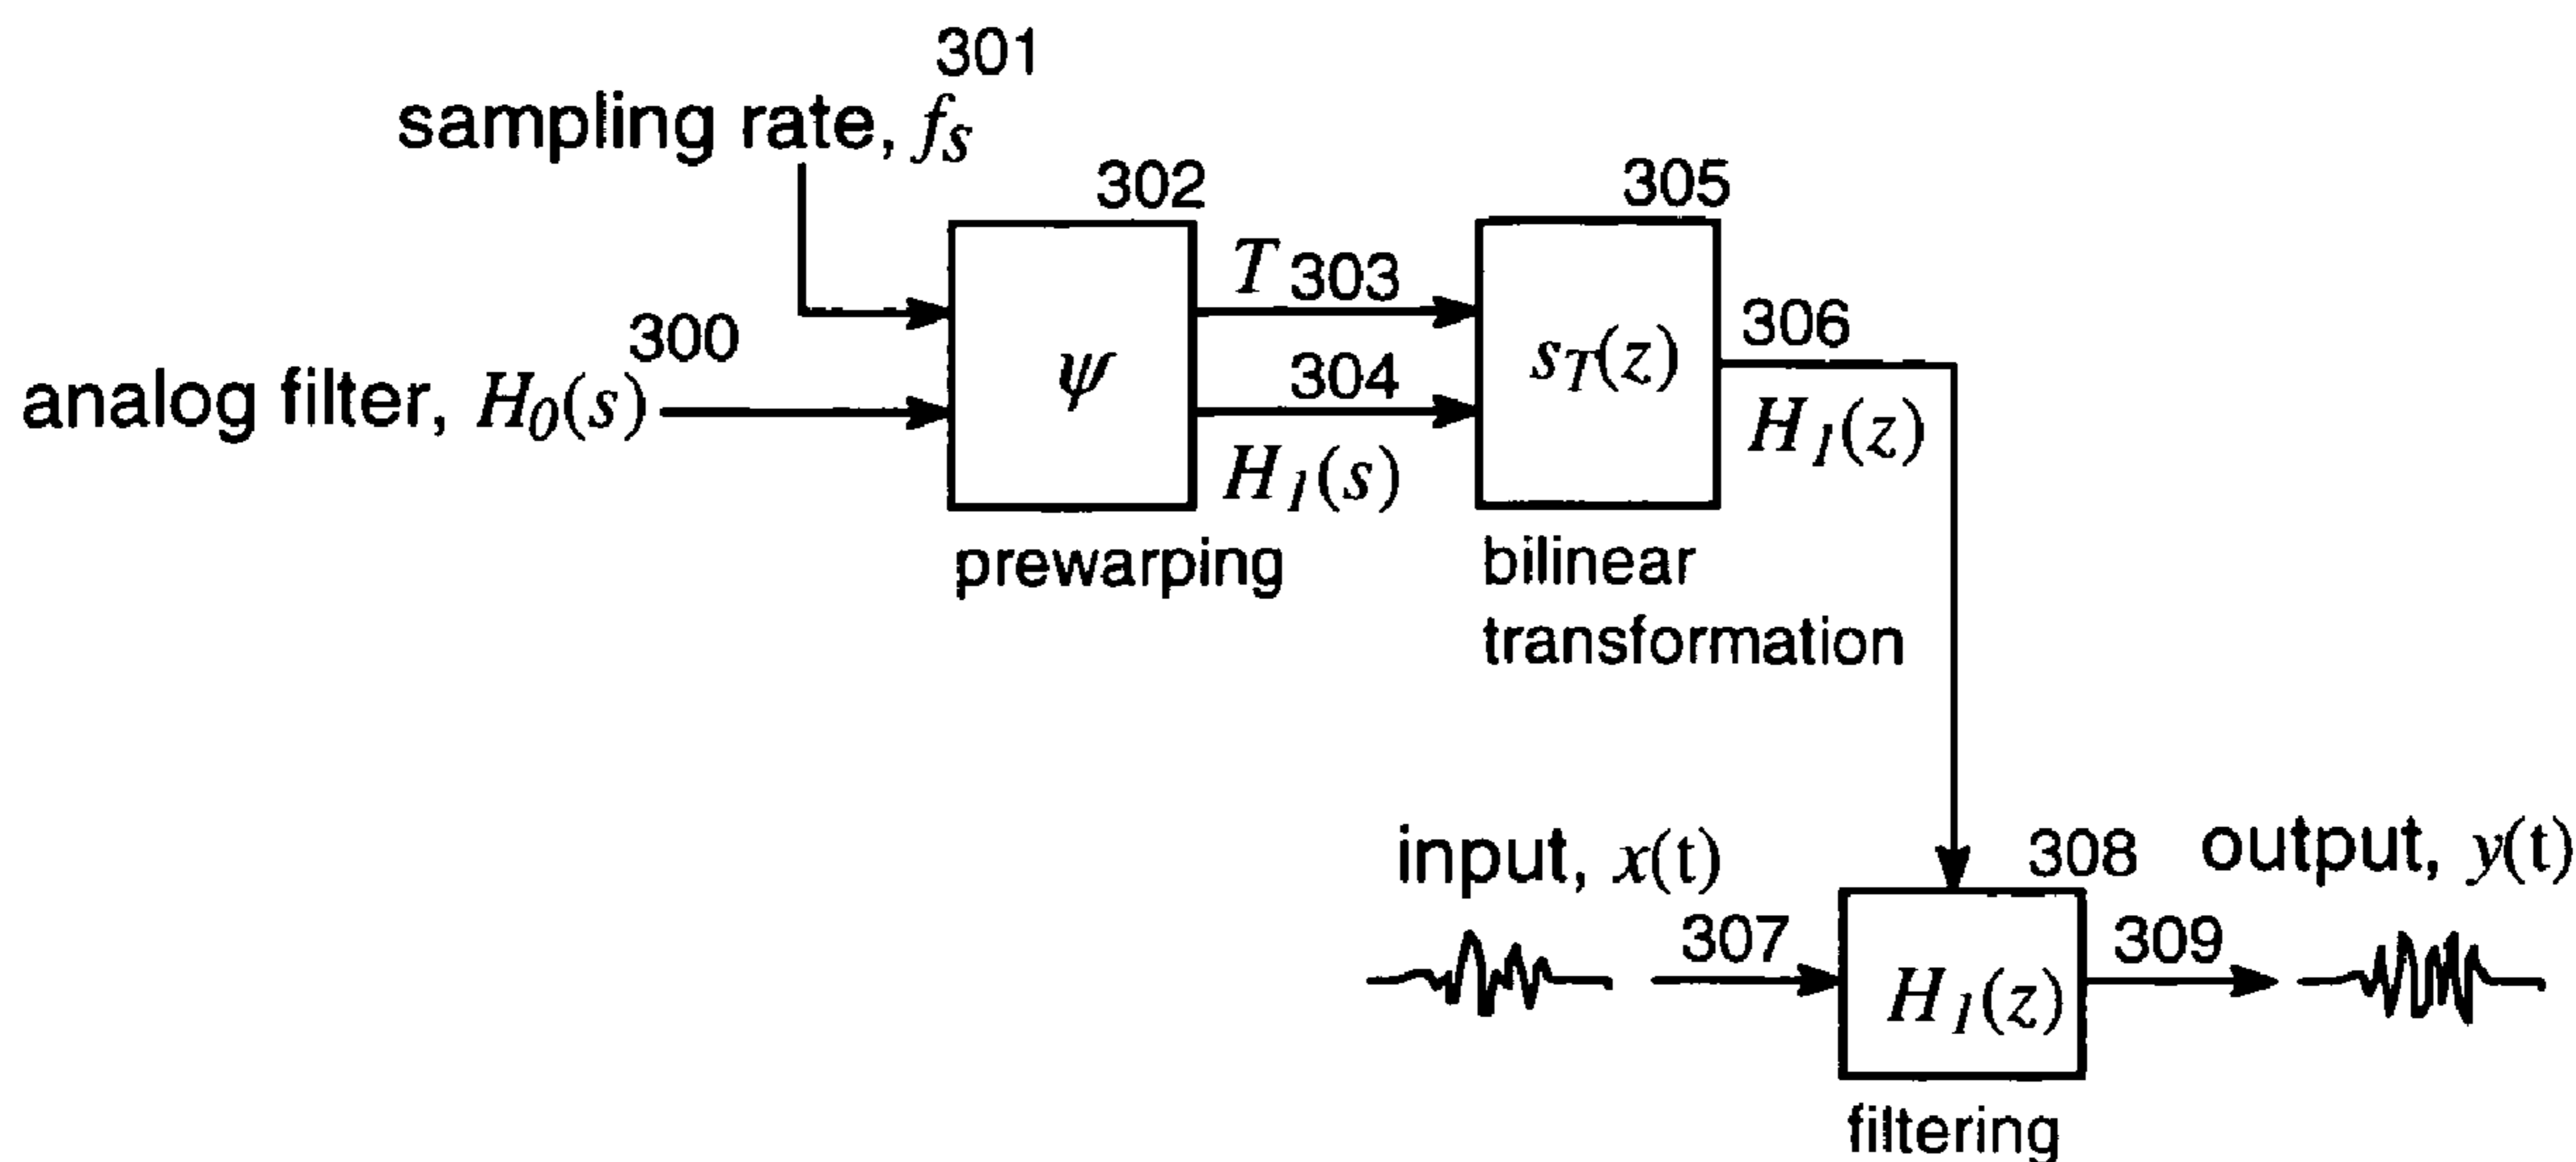 301
sampling rate, fs
302
305
T 303
300
304
306
analog filter, H0(s)
ψ
sT(z)
H1(s)
H1(z)
prewarping
bilinear
transformation
input, x(t)
308
output, y(t)
307
309
H1(z)
filtering